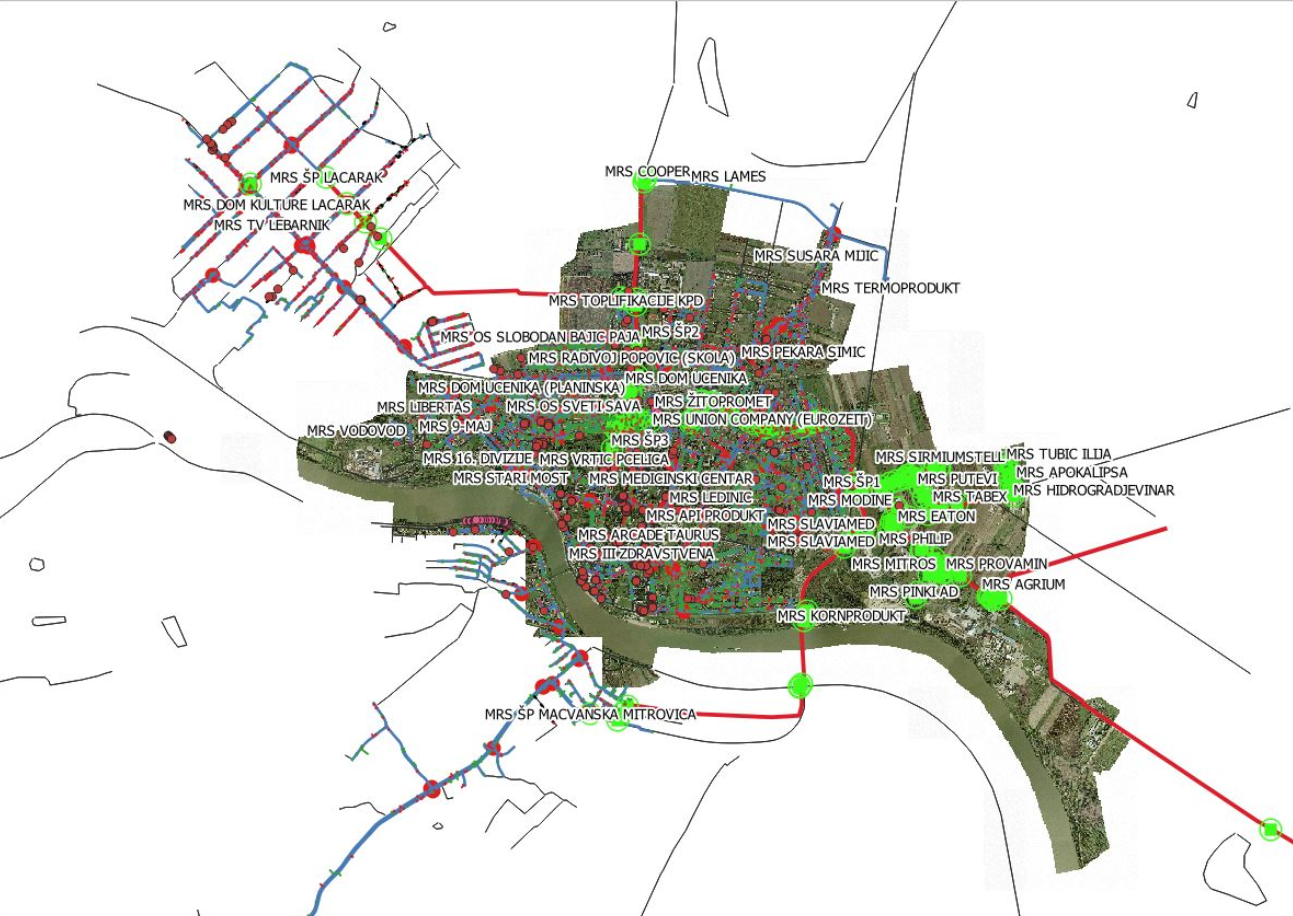 MRS COOPER
MRS LAMES
MRS ŠP LACARAK
MRS DOM KULTURE LACARAK
MRS TV LEBARNIK
MRS SUSARA MIJIC
MRS TERMOPRODUKT
MRS TOPLIFIKACIJE KPD
MRS OS SLOBODAN BAJIC PAJA
MRS ŠP2
MRS RADIVOJ POPOVIC (SKOLA)
MRS PEKARA SIMIC
MRS DOM UCENIKA (PLANINSKA)
MRS DOM UCENIKA
MRS LIBERTAS
MRS OS SVETI SAVA
MRS ŽITOPROMET
MRS VODOVOD
MRS 9-MAJ
MRS UNION COMPANY (EUROZEIT)
MRS ŠP3
MRS 16. DIVIZIJE
MRS VRTIC PCELICA
MRS SIRMIUMSTELL
MRS TUBIC ILIJA
MRS STARI MOST
MRS MEDICINSKI CENTAR
MRS ŠP1
MRS PUTEVI
MRS APOKALIPSA
MRS LEDINIC
MRS MODINE
MRS TABEX
MRS HIDROGRADJEVINAR
MRS API PRODUKT
MRS SLAVIAMED
MRS EATON
MRS ARCADE TAURUS
MRS SLAVIAMED
MRS PHILIP
MRS III ZDRAVSTVENA
MRS MITROS
MRS PROVAMIN
MRS PINKI AD
MRS AGRIUM
MRS KORNPRODUKT
MRS ŠP MACVANSKA MITROVICA